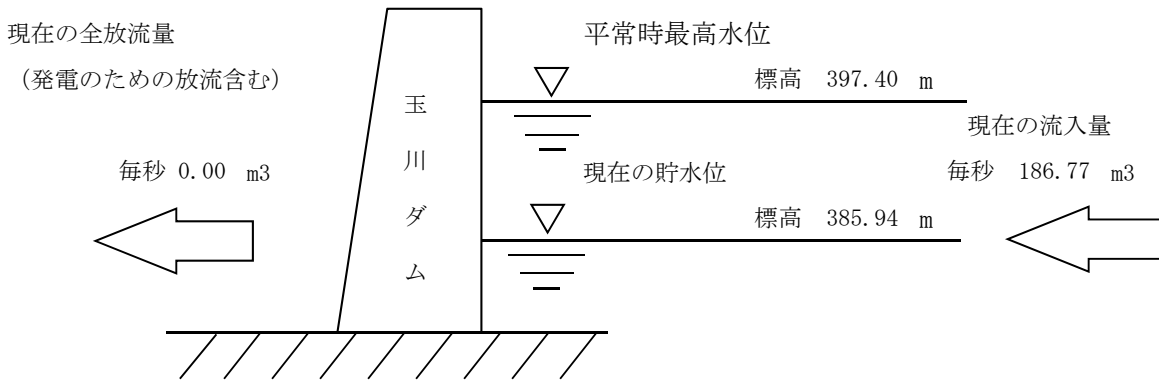 現在の全放流量
(発電のための放流含む)
毎秒 0.00 m3
玉川ダム
平常時最高水位
標高 397.40 m
現在の貯水位
標高 385.94 m
現在の流入量
毎秒 186.77 m3